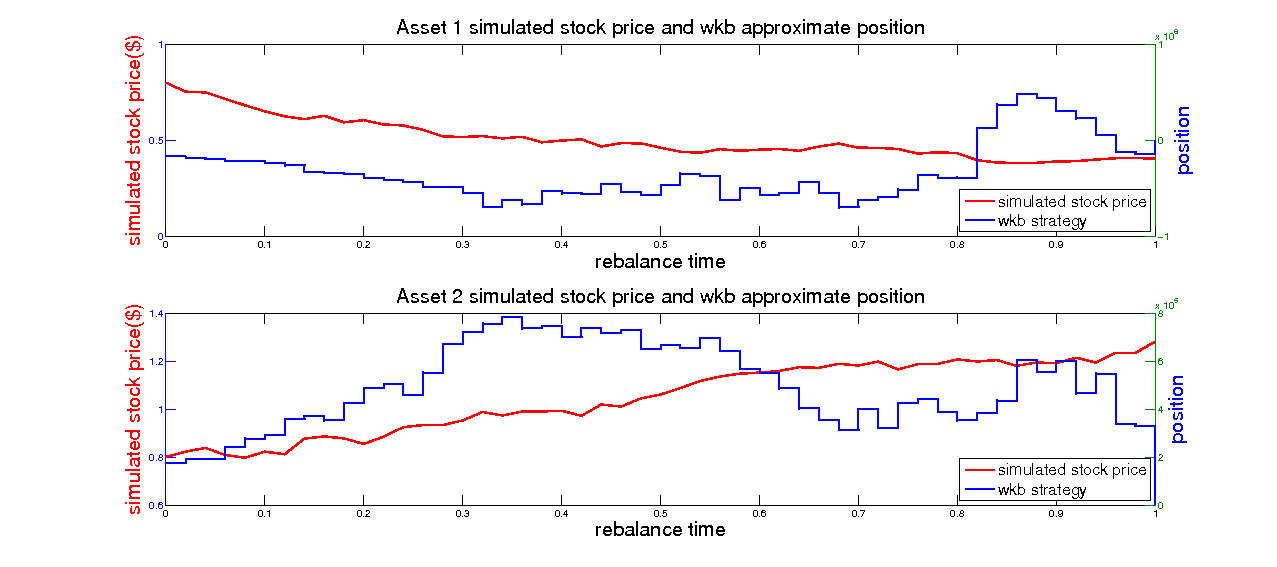 Asset 1 simulated stock price and wkb approximate position
x 10^6
1
0.5
0
simulated stock price($)
1
0
-1
position
simulated stock price
wkb strategy
0 0.1 0.2 0.3 0.4 0.5 0.6 0.7 0.8 0.9 1
rebalance time
Asset 2 simulated stock price and wkb approximate position
x 10^5
1.4
1.2
1
0.8
0.6
simulated stock price($)
8
6
4
2
0
position
simulated stock price
wkb strategy
0 0.1 0.2 0.3 0.4 0.5 0.6 0.7 0.8 0.9 1
rebalance time